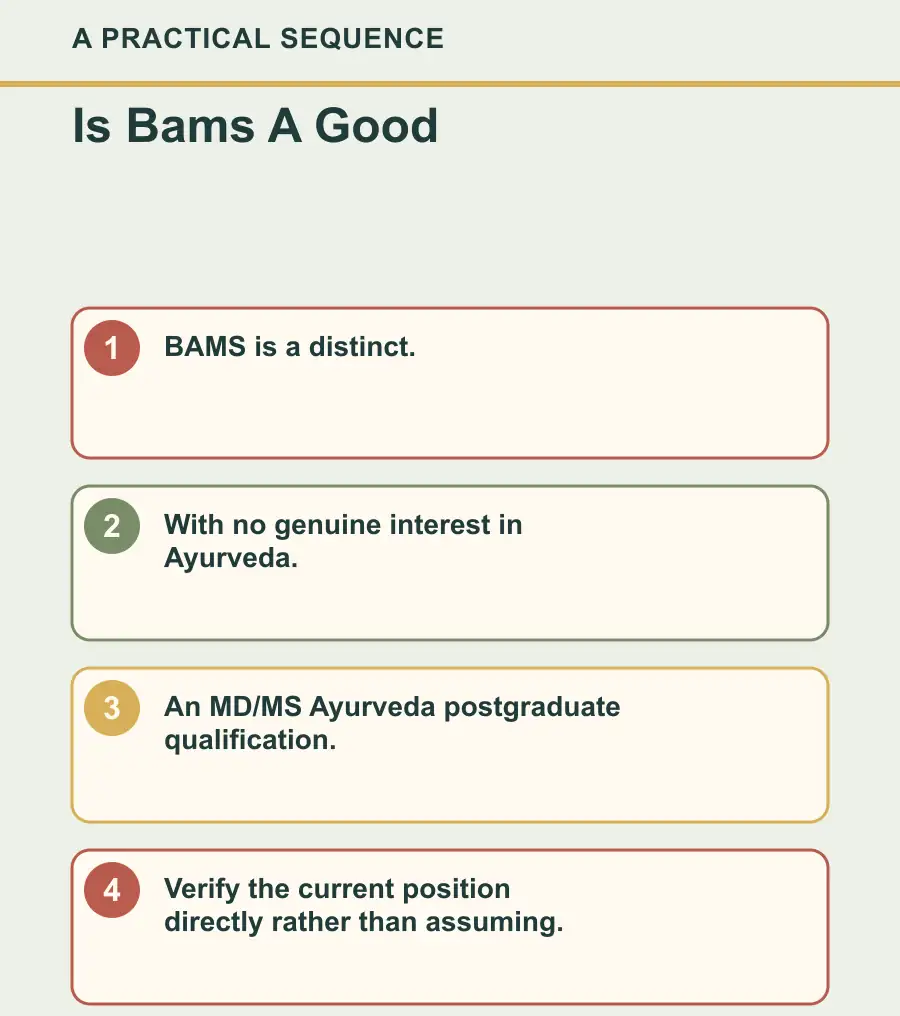 A PRACTICAL SEQUENCE
Is Bams A Good
1
BAMS is a distinct.
2
With no genuine interest in
Ayurveda.
3
An MD/MS Ayurveda postgraduate
qualification.
4
Verify the current position
directly rather than assuming.